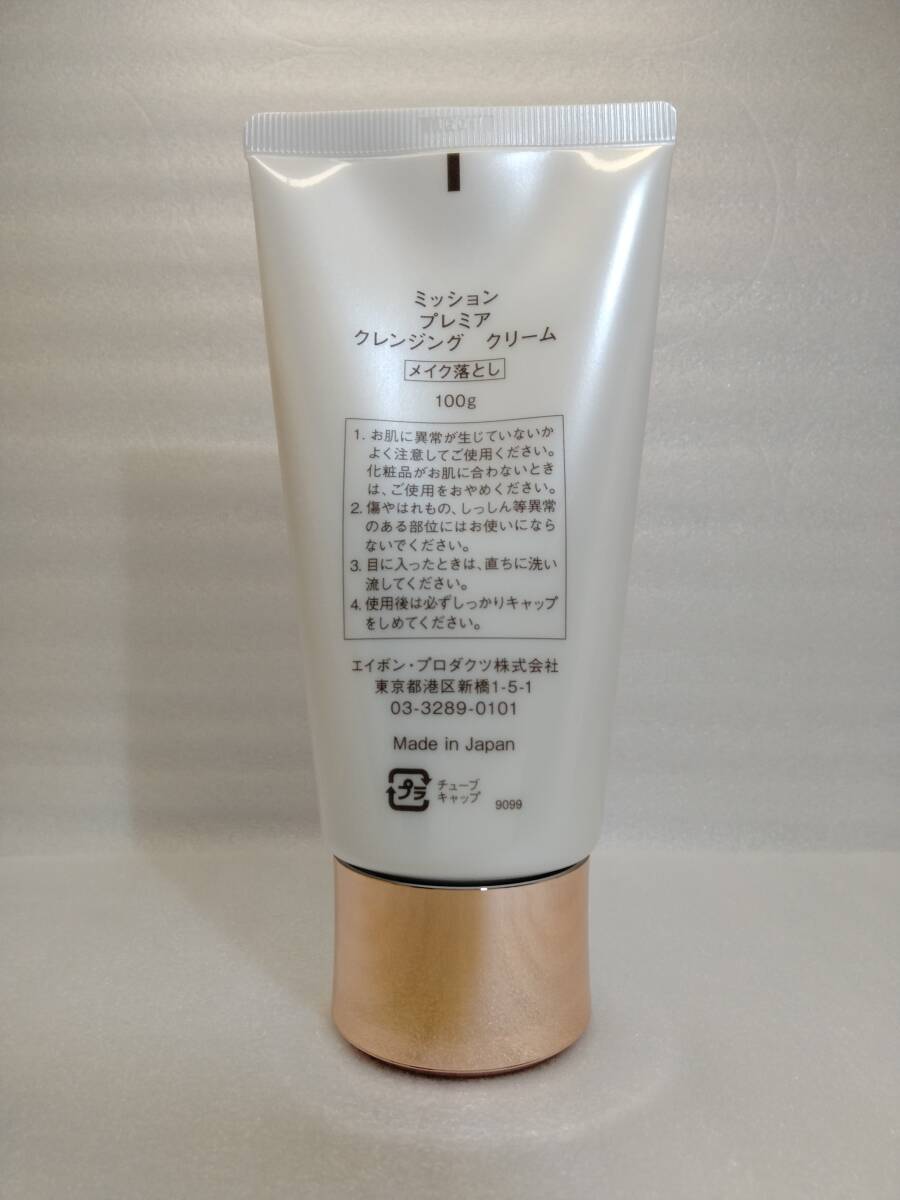 ミッション
プレミア
クレンジング　クリーム
メイク落とし
100g
1. お肌に異常が生じていないか
よく注意してご使用ください。
化粧品がお肌に合わないとき
は、ご使用をおやめください。
2. 傷やはれもの、しっしん等異常
のある部位にはお使いになら
ないでください。
3. 目に入ったときは、直ちに洗い
流してください。
4. 使用後は必ずしっかりキャップ
をしめてください。
エイボン・プロダクツ株式会社
東京都港区新橋1-5-1
03-3289-0101
Made in Japan
プラ
チューブ
キャップ
9099